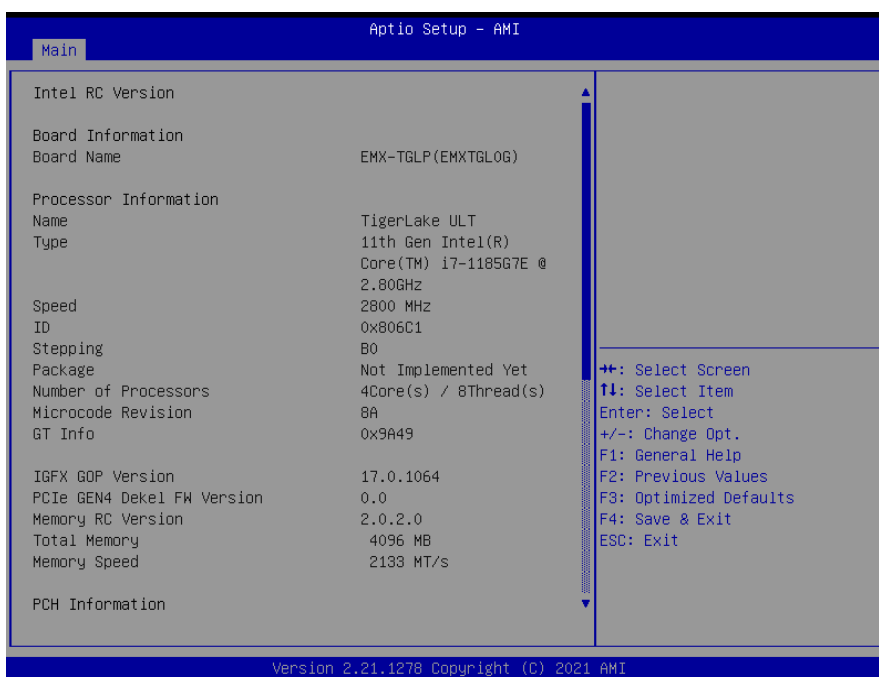 Aptio Setup - AMI
Main
Intel RC Version
Board Information
Board Name EMX-TGLP(EMXTGL0G)
Processor Information
Name TigerLake ULT
Type 11th Gen Intel(R)
Core(TM) i7-1185G7E @
2.80GHz
Speed 2800 MHz
ID 0x806C1
Stepping B0
Package Not Implemented Yet
Number of Processors 4Core(s) / 8Thread(s)
Microcode Revision 8A
GT Info 0x9A49
IGFX GOP Version 17.0.1064
PCIe GEN4 Dekel FW Version 0.0
Memory RC Version 2.0.2.0
Total Memory 4096 MB
Memory Speed 2133 MT/s
PCH Information
→←: Select Screen
↑↓: Select Item
Enter: Select
+/-: Change Opt.
F1: General Help
F2: Previous Values
F3: Optimized Defaults
F4: Save & Exit
ESC: Exit
Version 2.21.1278 Copyright (C) 2021 AMI